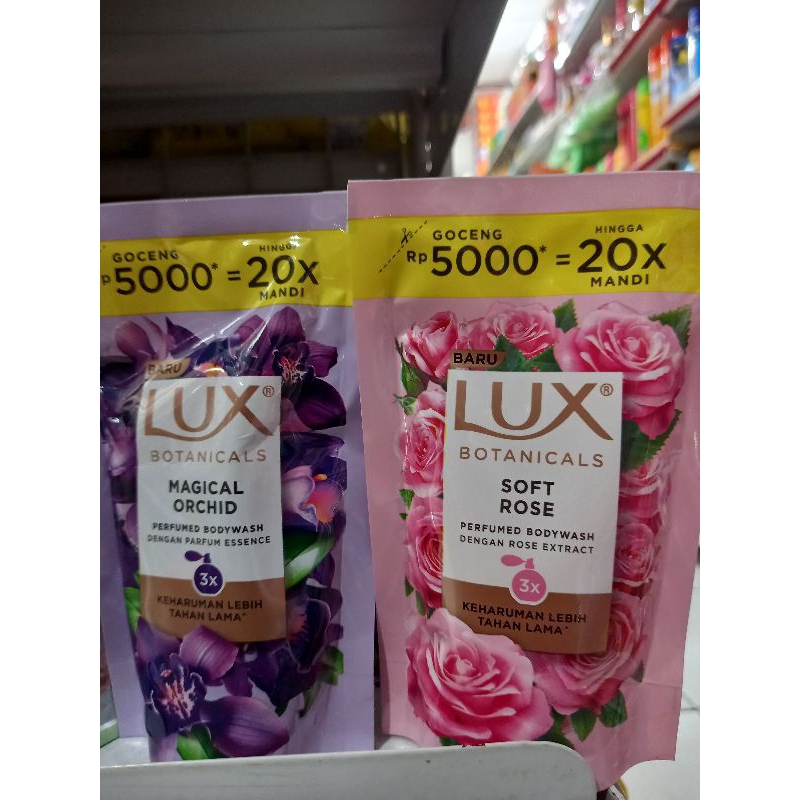 GOCENG
p 5000* = HINGGA 20X MANDI
BARU
LUX®
BOTANICALS
MAGICAL
ORCHID
PERFUMED BODYWASH
DENGAN PARFUM ESSENCE
3x
KEHARUMAN LEBIH
TAHAN LAMA^
GOCENG
Rp 5000* = HINGGA 20X MANDI
BARU
LUX®
BOTANICALS
SOFT
ROSE
PERFUMED BODYWASH
DENGAN ROSE EXTRACT
3x
KEHARUMAN LEBIH
TAHAN LAMA^